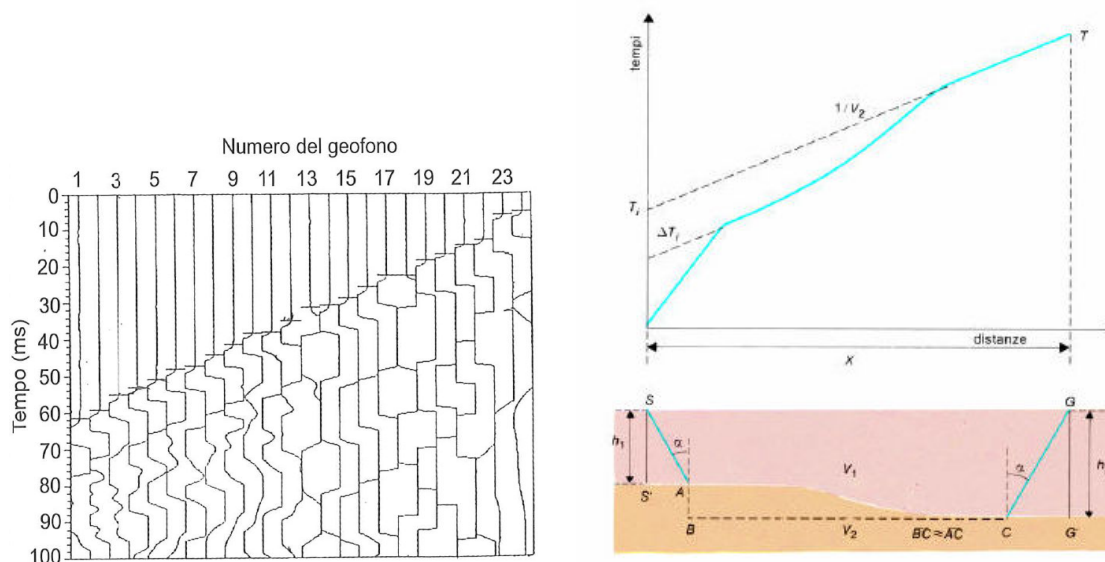 Numero del geofono
1 3 5 7 9 11 13 15 17 19 21 23
0
10
20
30
40
50
60
70
80
90
100
Tempo (ms)
tempi
T
1/V₂
Tᵢ
ΔTᵢ
distanze
X
S G
h₁ α V₁ α h
S' A
B V₂ BC≈AC C G